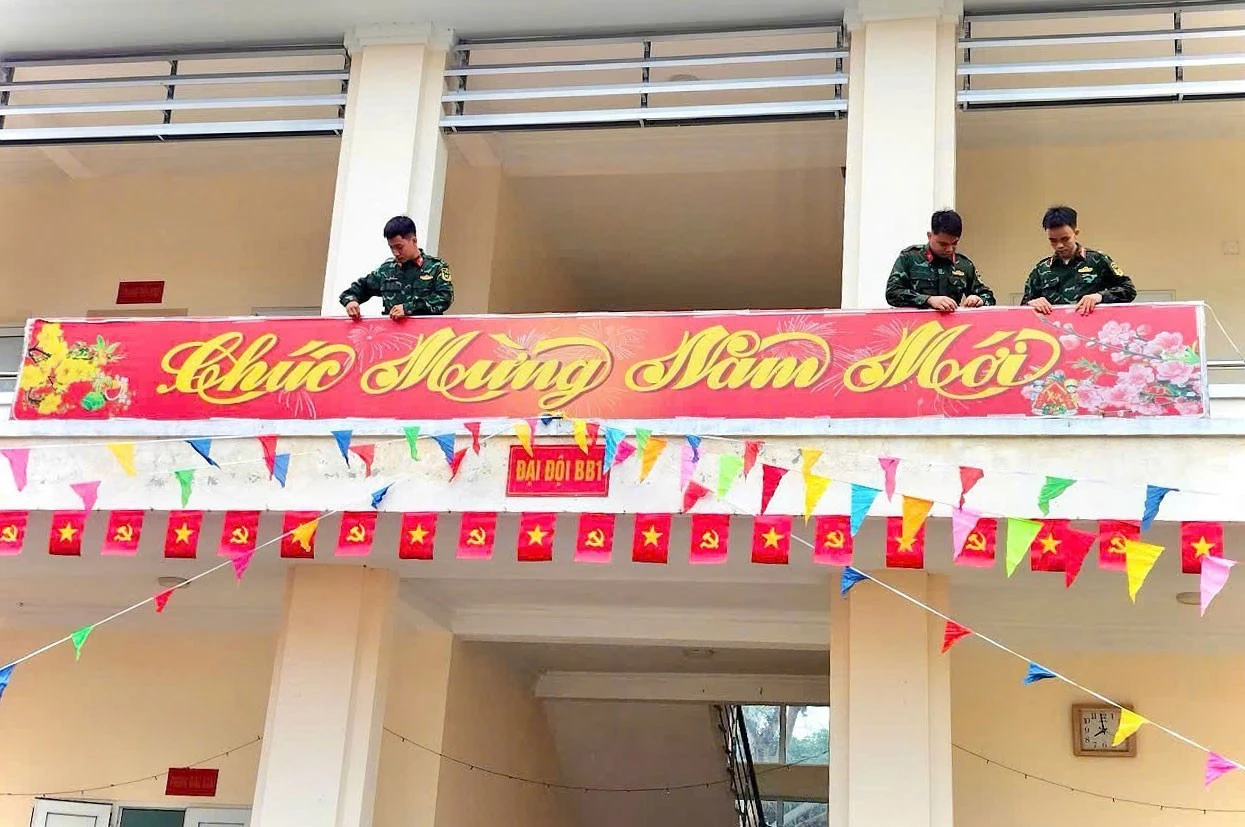 Chúc Mừng Năm Mới
ĐẠI ĐỘI BB1